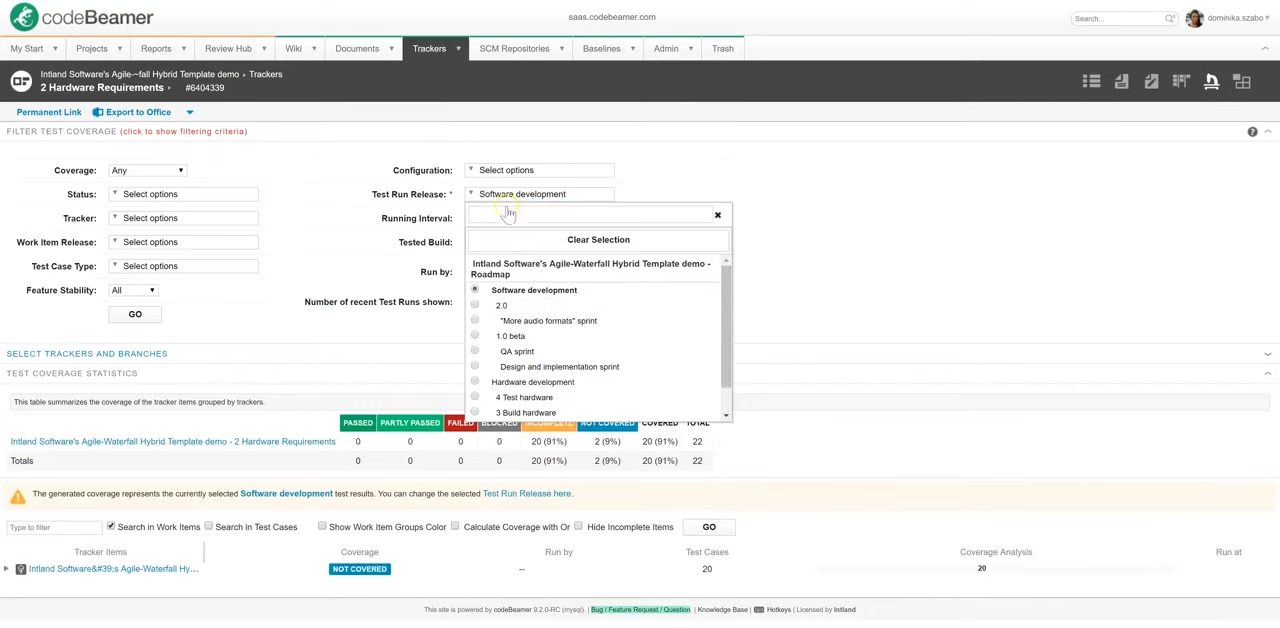 codeBeamer
saas.codebeamer.com
Search...
dominika.szabo
My Start Projects Reports Review Hub Wiki Documents Trackers SCM Repositories Baselines Admin Trash
Intland Software's Agile-~-fall Hybrid Template demo Trackers
2 Hardware Requirements #6404339
Permanent Link Export to Office
FILTER TEST COVERAGE (click to show filtering criteria)
Coverage: Any Configuration: Select options
Status: Select options Test Run Release: * Software development
Tracker: Select options Running Interval:
Work Item Release: Select options Tested Build:
Clear Selection
Test Case Type: Select options Run by:
Intland Software's Agile-Waterfall Hybrid Template demo -
Roadmap
Feature Stability: All Number of recent Test Runs shown:
Software development
2.0
GO
"More audio formats" sprint
1.0 beta
QA sprint
SELECT TRACKERS AND BRANCHES
Design and implementation sprint
TEST COVERAGE STATISTICS
Hardware development
4 Test hardware
3 Build hardware
This table summarizes the coverage of the tracker items grouped by trackers.
PASSED PARTLY PASSED FAILED BLOCKED INCOMPLETE NOT COVERED COVERED TOTAL
Intland Software's Agile-Waterfall Hybrid Template demo - 2 Hardware Requirements 0 0 0 0 20 (91%) 2 (9%) 20 (91%) 22
Totals 0 0 0 0 20 (91%) 2 (9%) 20 (91%) 22
The generated coverage represents the currently selected Software development test results. You can change the selected Test Run Release here.
Type to filter Search in Work Items Search in Test Cases Show Work Item Groups Color Calculate Coverage with Or Hide Incomplete Items GO
Tracker Items Coverage Run by Test Cases Coverage Analysis Run at
Intland Software&#39;s Agile-Waterfall Hy... NOT COVERED -- 20 20
This site is powered by codeBeamer 9.2.0-RC (mysql). | Bug / Feature Request / Question | Knowledge Base | Hotkeys | Licensed by Intland